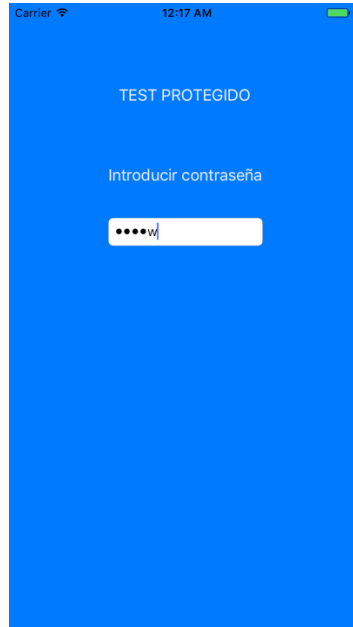 Carrier 12:17 AM
TEST PROTEGIDO
Introducir contraseña
••••w